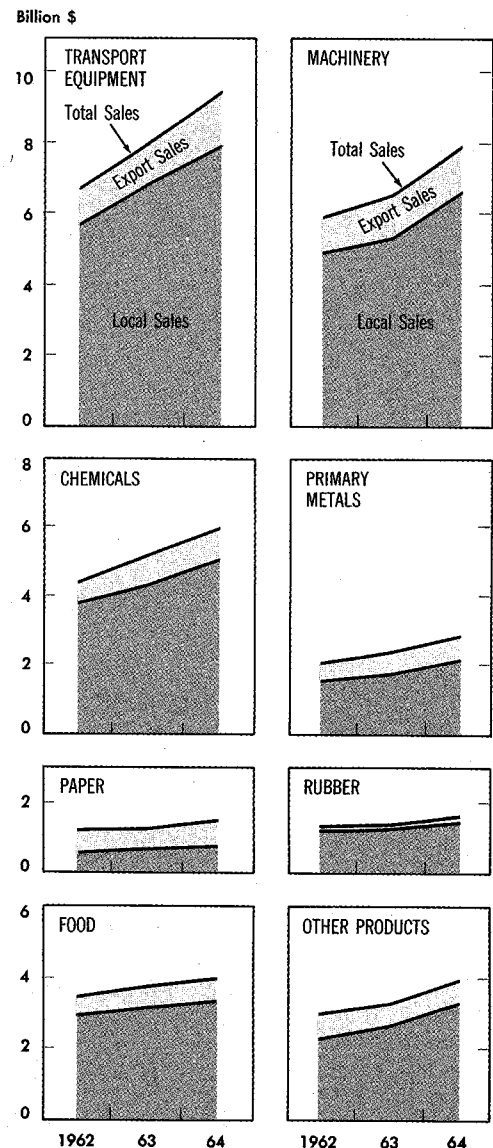 Billion $
TRANSPORT
EQUIPMENT
Total Sales
Export Sales
Local Sales
10
8
6
4
2
0
MACHINERY
Total Sales
Export Sales
Local Sales
CHEMICALS
8
6
4
2
0
PRIMARY
METALS
PAPER
2
0
RUBBER
FOOD
6
4
2
0
1962 63 64
OTHER PRODUCTS
1962 63 64